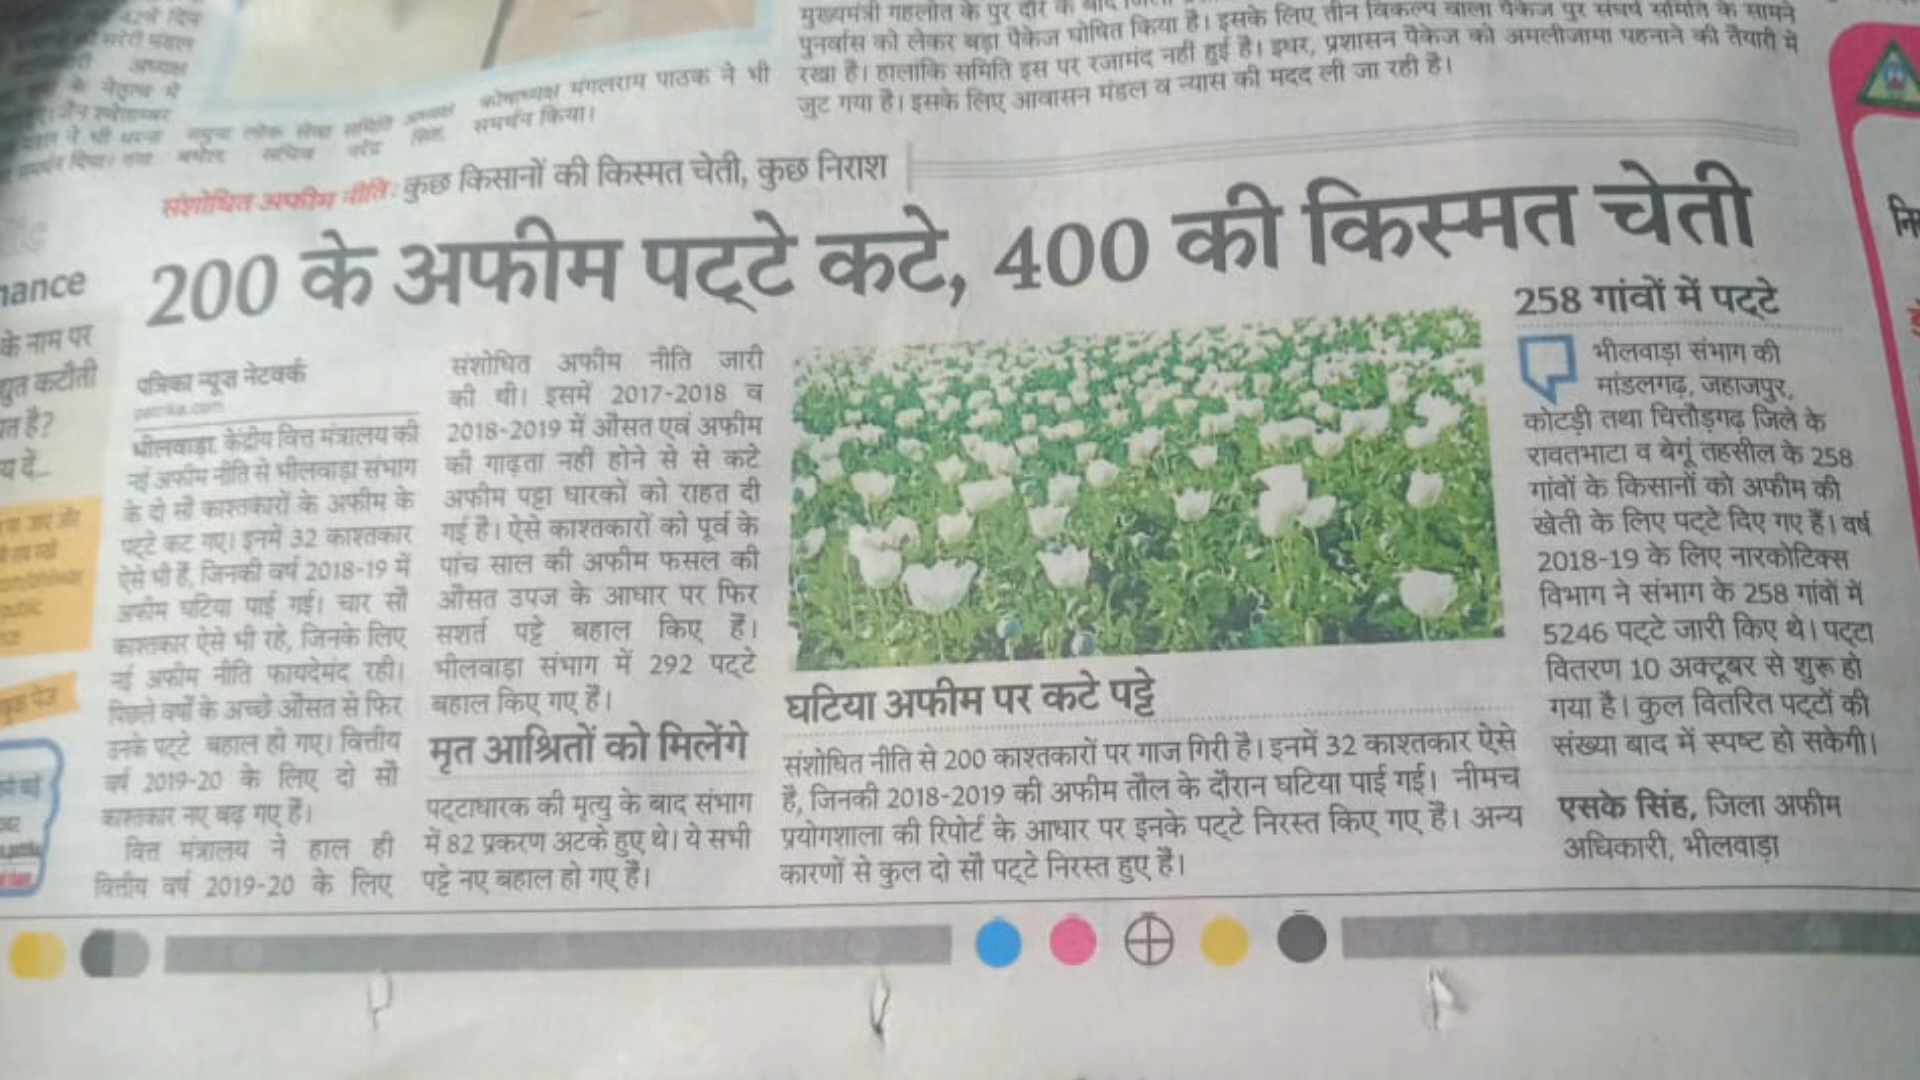 कोषाध्यक्ष मंगलराय पाठक ने भी
समर्थन किया।
मुख्यमंत्री गहलोत के पुर दौरे के बाद
पुनर्वास को लेकर बड़ा पैकेज घोषित किया है। इसके लिए तीन विकल्प वाला पैकेज पुर संघर्ष समिति के सामने
रखा है। हालांकि समिति इस पर रजामंद नहीं हुई है। इधर, प्रशासन पैकेज को अमलीजामा पहनाने की तैयारी में
जुट गया है। इसके लिए आवासन मंडल व न्यास की मदद ली जा रही है।
संशोधित अफीम नीति: कुछ किसानों की किस्मत चेती, कुछ निराश
200 के अफीम पट्टे कटे, 400 की किस्मत चेती
पत्रिका न्यूज नेटवर्क
patrika.com
भीलवाड़ा. केंद्रीय वित्त मंत्रालय की
नई अफीम नीति से भीलवाड़ा संभाग
के दो सौ काश्तकारों के अफीम के
पट्टे कट गए। इनमें 32 काश्तकार
ऐसे भी हैं, जिनकी वर्ष 2018-19 में
अफीम घटिया पाई गई। चार सौ
काश्तकार ऐसे भी रहे, जिनके लिए
नई अफीम नीति फायदेमंद रही।
पिछले वर्षों के अच्छे औसत से फिर
उनके पट्टे बहाल हो गए। वित्तीय
वर्ष 2019-20 के लिए दो सौ
काश्तकार नए बढ़ गए हैं।
वित्त मंत्रालय ने हाल ही
वित्तीय वर्ष 2019-20 के लिए
संशोधित अफीम नीति जारी
की थी। इसमें 2017-2018 व
2018-2019 में औसत एवं अफीम
की गाढ़ता नहीं होने से से कटे
अफीम पट्टा धारकों को राहत दी
गई है। ऐसे काश्तकारों को पूर्व के
पांच साल की अफीम फसल की
औसत उपज के आधार पर फिर
सशर्त पट्टे बहाल किए हैं।
भीलवाड़ा संभाग में 292 पट्टे
बहाल किए गए है।
मृत आश्रितों को मिलेंगे
पट्टाधारक की मृत्यु के बाद संभाग
में 82 प्रकरण अटके हुए थे। ये सभी
पट्टे नए बहाल हो गए है।
घटिया अफीम पर कटे पट्टे
संशोधित नीति से 200 काश्तकारों पर गाज गिरी है। इनमें 32 काश्तकार ऐसे
है, जिनकी 2018-2019 की अफीम तौल के दौरान घटिया पाई गई। नीमच
प्रयोगशाला की रिपोर्ट के आधार पर इनके पट्टे निरस्त किए गए है। अन्य
कारणों से कुल दो सौ पट्टे निरस्त हुए है।
258 गांवों में पट्टे
भीलवाड़ा संभाग की
मांडलगढ़, जहाजपुर,
कोटड़ी तथा चित्तौड़गढ़ जिले के
रावतभाटा व बेगूं तहसील के 258
गांवों के किसानों को अफीम की
खेती के लिए पट्टे दिए गए हैं। वर्ष
2018-19 के लिए नारकोटिक्स
विभाग ने संभाग के 258 गांवों में
5246 पट्टे जारी किए थे। पट्टा
वितरण 10 अक्टूबर से शुरू हो
गया है। कुल वितरित पट्टों की
संख्या बाद में स्पष्ट हो सकेगी।
एसके सिंह, जिला अफीम
अधिकारी, भीलवाड़ा
के नाम पर